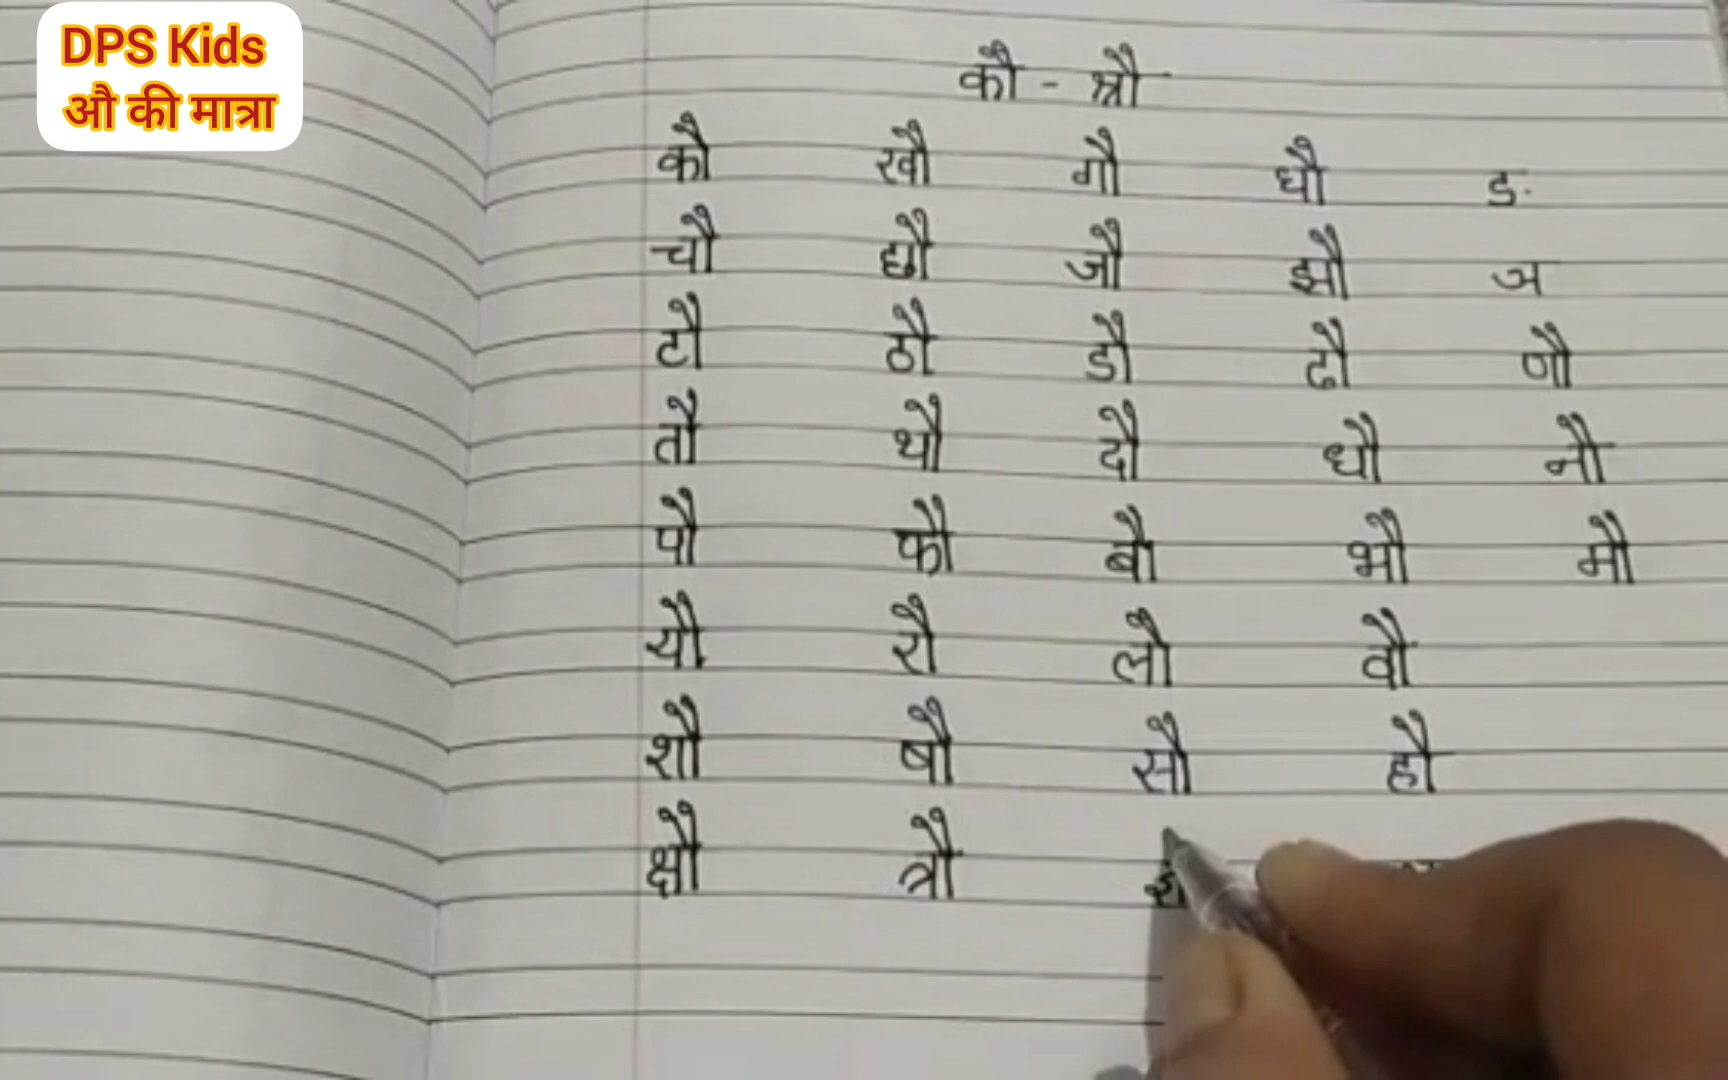 DPS Kids
औ की मात्रा
कौ - श्रौ
कौ खौ गौ घौ ङ
चौ छौ जौ झौ ञ
टौ ठौ डौ ढौ णौ
तौ थौ दौ धौ नौ
पौ फौ बौ भौ मौ
यौ रौ लौ वौ
शौ षौ सौ हौ
क्षौ त्रौ